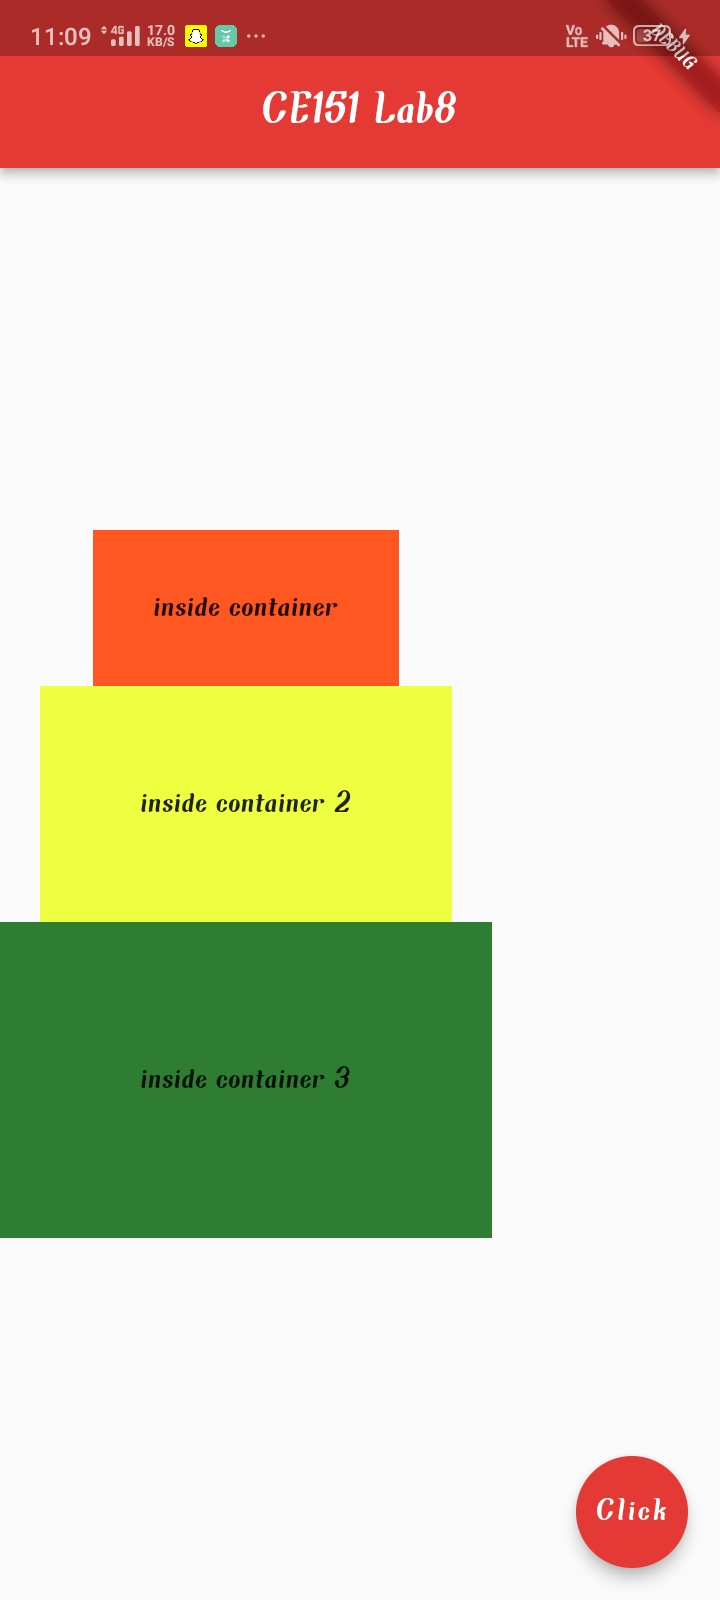 11:09 4G 17.0 KB/S Vo LTE
DEBUG
CE151 Lab8
inside container
inside container 2
inside container 3
Click